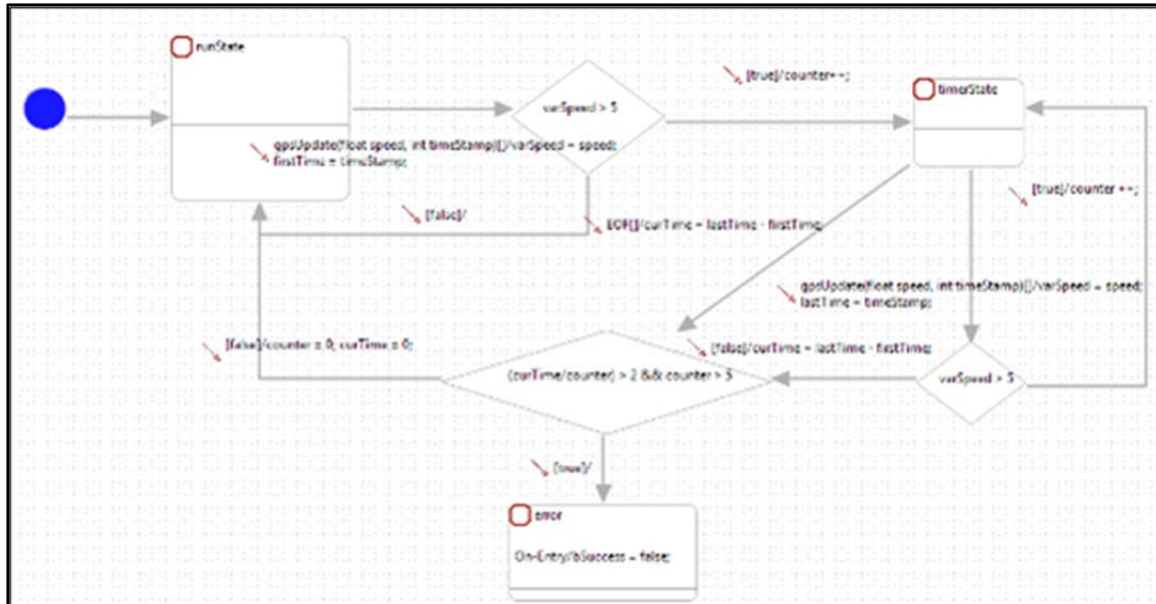 runState
varSpeed > 5
[true]/counter++;
timerState
gpsUpdate(float speed, int timeStamp)[]/varSpeed = speed;
firstTime = timeStamp;
[true]/counter ++;
[false]/
EOF[]/curTime = lastTime - firstTime;
gpsUpdate(float speed, int timeStamp)[]/varSpeed = speed;
lastTime = timeStamp;
[false]/counter = 0; curTime = 0;
[false]/curTime = lastTime - firstTime;
(curTime/counter) > 2 && counter > 5
varSpeed > 5
[true]/
error
On-Entry/bSuccess = false;